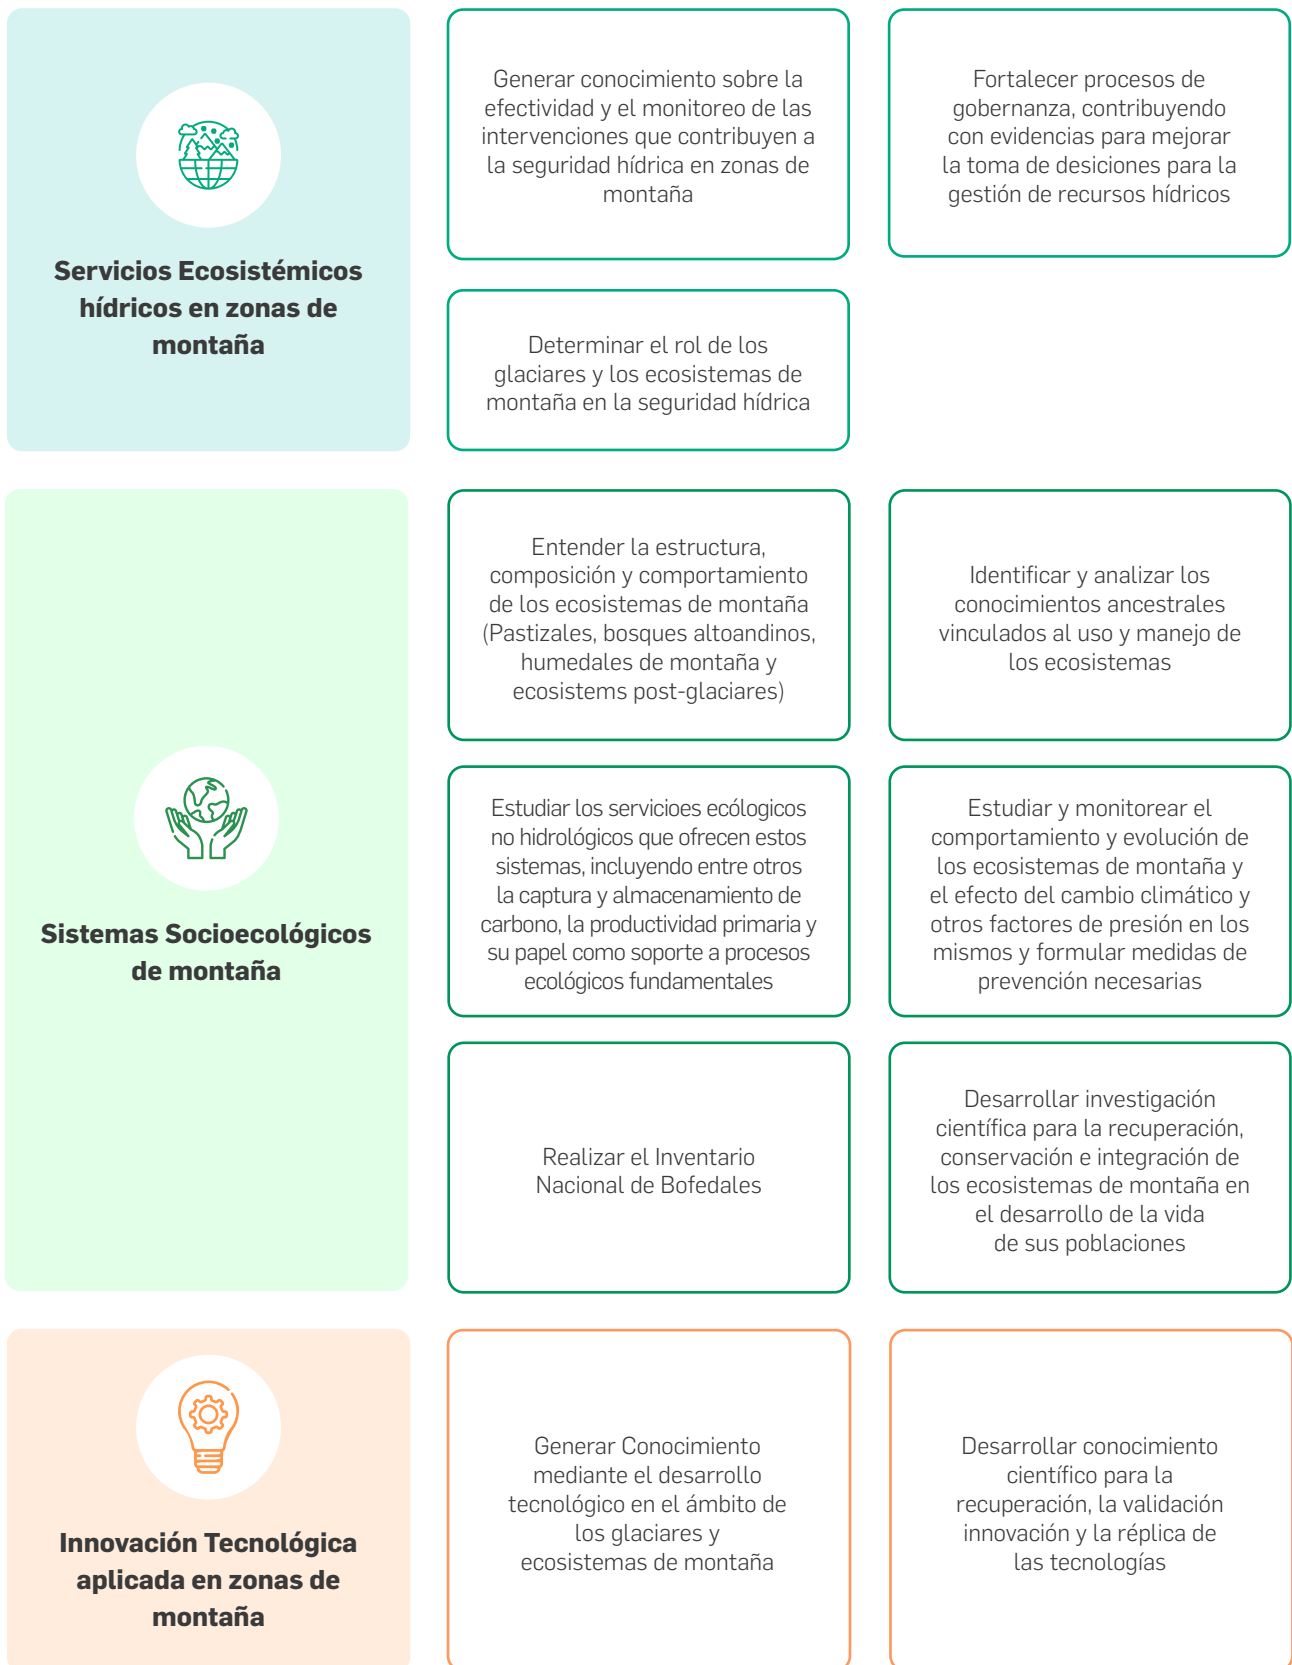 Servicios Ecosistémicos
hídricos en zonas de
montaña
Generar conocimiento sobre la
efectividad y el monitoreo de las
intervenciones que contribuyen a
la seguridad hídrica en zonas de
montaña
Fortalecer procesos de
gobernanza, contribuyendo
con evidencias para mejorar
la toma de desiciones para la
gestión de recursos hídricos
Determinar el rol de los
glaciares y los ecosistemas de
montaña en la seguridad hídrica
Sistemas Socioecológicos
de montaña
Entender la estructura,
composición y comportamiento
de los ecosistemas de montaña
(Pastizales, bosques altoandinos,
humedales de montaña y
ecosistems post-glaciares)
Identificar y analizar los
conocimientos ancestrales
vinculados al uso y manejo de
los ecosistemas
Estudiar los servicioes ecólogicos
no hidrológicos que ofrecen estos
sistemas, incluyendo entre otros
la captura y almacenamiento de
carbono, la productividad primaria y
su papel como soporte a procesos
ecológicos fundamentales
Estudiar y monitorear el
comportamiento y evolución de
los ecosistemas de montaña y
el efecto del cambio climático y
otros factores de presión en los
mismos y formular medidas de
prevención necesarias
Realizar el Inventario
Nacional de Bofedales
Desarrollar investigación
científica para la recuperación,
conservación e integración de
los ecosistemas de montaña en
el desarrollo de la vida
de sus poblaciones
Innovación Tecnológica
aplicada en zonas de
montaña
Generar Conocimiento
mediante el desarrollo
tecnológico en el ámbito de
los glaciares y
ecosistemas de montaña
Desarrollar conocimiento
científico para la
recuperación, la validación
innovación y la réplica de
las tecnologías